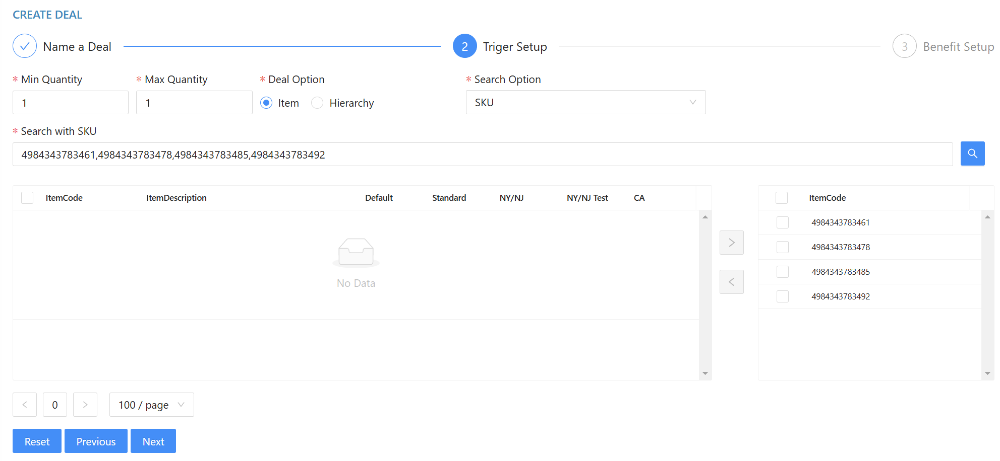 CREATE DEAL
Name a Deal
2 Triger Setup
3 Benefit Setup
* Min Quantity * Max Quantity * Deal Option * Search Option
1 1 Item Hierarchy SKU
* Search with SKU
4984343783461,4984343783478,4984343783485,4984343783492
ItemCode ItemDescription Default Standard NY/NJ NY/NJ Test CA
No Data
ItemCode
4984343783461
4984343783478
4984343783485
4984343783492
0 100 / page
Reset Previous Next